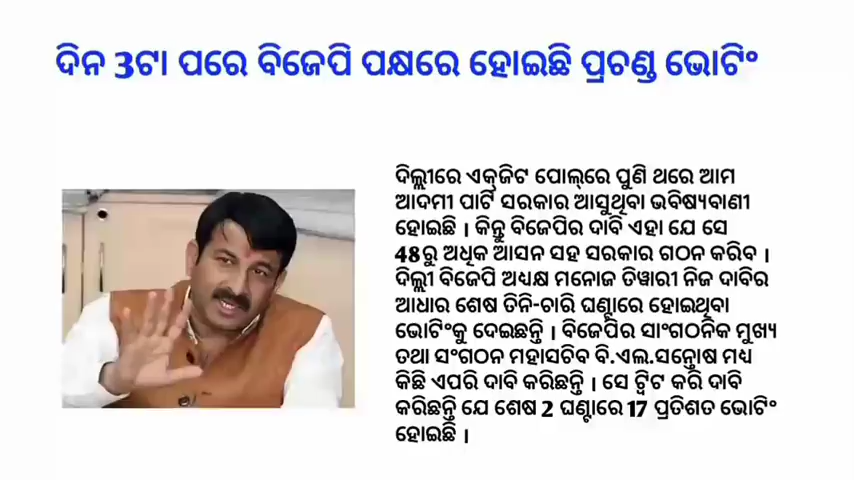 ଦିନ 3ଟା ପରେ ବିଜେପି ପକ୍ଷରେ ହୋଇଛି ପ୍ରଚଣ୍ଡ ଭୋଟିଂ
ଦିଲ୍ଲୀରେ ଏକ୍‌ଜିଟ ପୋଲ୍‌ରେ ପୁଣି ଥରେ ଆମ
ଆଦମୀ ପାର୍ଟି ସରକାର ଆସୁଥିବା ଭବିଷ୍ୟବାଣୀ
ହୋଇଛି । କିନ୍ତୁ ବିଜେପିର ଦାବି ଏହା ଯେ ସେ
48ରୁ ଅଧିକ ଆସନ ସହ ସରକାର ଗଠନ କରିବ ।
ଦିଲ୍ଲୀ ବିଜେପି ଅଧ୍ୟକ୍ଷ ମନୋଜ ତିୱାରୀ ନିଜ ଦାବିର
ଆଧାର ଶେଷ ତିନି-ଚାରି ଘଣ୍ଟାରେ ହୋଇଥିବା
ଭୋଟିଂକୁ ଦେଇଛନ୍ତି । ବିଜେପିର ସାଂଗଠନିକ ମୁଖ୍ୟ
ତଥା ସଂଗଠନ ମହାସଚିବ ବି.ଏଲ.ସନ୍ତୋଷ ମଧ୍ୟ
କିଛି ଏପରି ଦାବି କରିଛନ୍ତି । ସେ ଟ୍ୱିଟ କରି ଦାବି
କରିଛନ୍ତି ଯେ ଶେଷ 2 ଘଣ୍ଟାରେ 17 ପ୍ରତିଶତ ଭୋଟିଂ
ହୋଇଛି ।